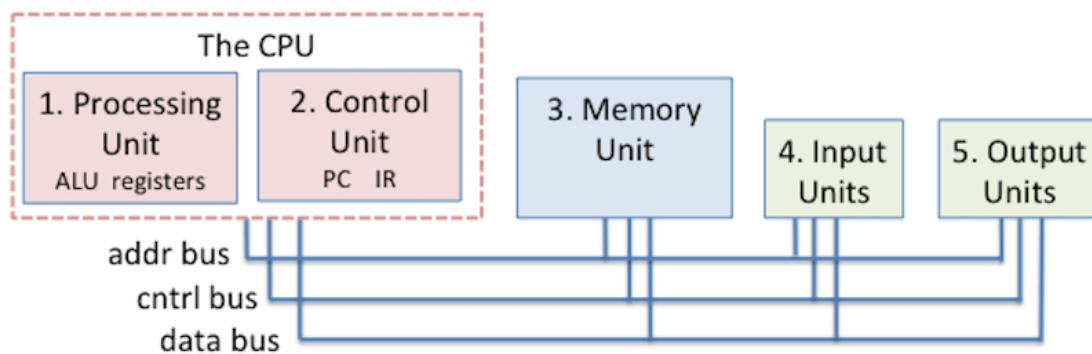 The CPU
1. Processing
Unit
ALU registers
2. Control
Unit
PC IR
3. Memory
Unit
4. Input
Units
5. Output
Units
addr bus
cntrl bus
data bus